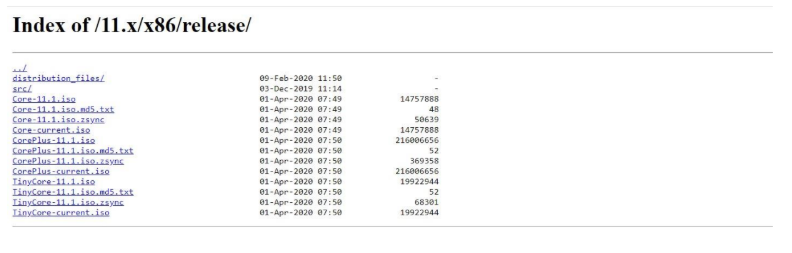 Index of /11.x/x86/release/
../
distribution_files/ 09-Feb-2020 11:50 -
src/ 03-Dec-2019 11:14 -
Core-11.1.iso 01-Apr-2020 07:49 14757888
Core-11.1.iso.md5.txt 01-Apr-2020 07:49 48
Core-11.1.iso.zsync 01-Apr-2020 07:49 50639
Core-current.iso 01-Apr-2020 07:49 14757888
CorePlus-11.1.iso 01-Apr-2020 07:50 216006656
CorePlus-11.1.iso.md5.txt 01-Apr-2020 07:50 52
CorePlus-11.1.iso.zsync 01-Apr-2020 07:50 369358
CorePlus-current.iso 01-Apr-2020 07:50 216006656
TinyCore-11.1.iso 01-Apr-2020 07:50 19922944
TinyCore-11.1.iso.md5.txt 01-Apr-2020 07:50 52
TinyCore-11.1.iso.zsync 01-Apr-2020 07:50 68301
TinyCore-current.iso 01-Apr-2020 07:50 19922944